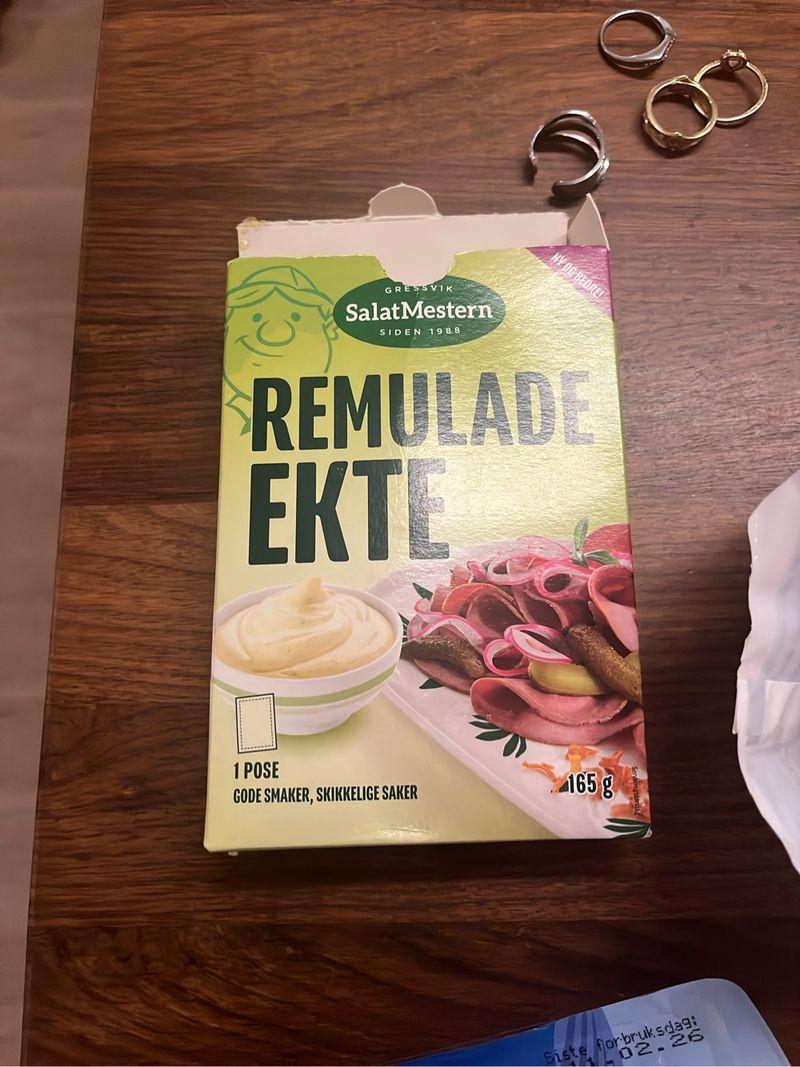 NY OG BEDRE!
GRESSVIK
SalatMestern
SIDEN 1988
REMULADE
EKTE
1 POSE
GODE SMAKER, SKIKKELIGE SAKER
165 g
Siste forbruksdag:
02.26